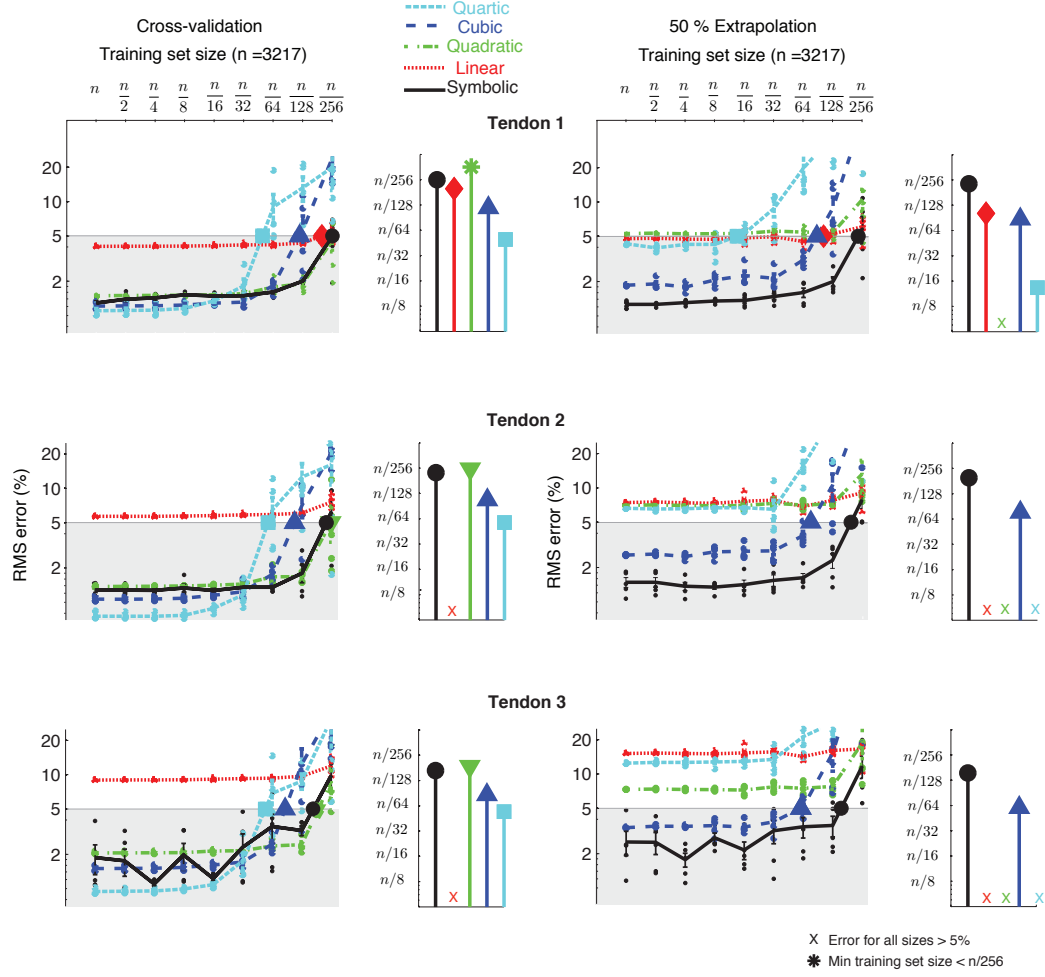 Cross-validation
Training set size (n =3217)
Quartic
Cubic
Quadratic
Linear
Symbolic
50 % Extrapolation
Training set size (n =3217)
n n/2 n/4 n/8 n/16 n/32 n/64 n/128 n/256
n n/2 n/4 n/8 n/16 n/32 n/64 n/128 n/256
Tendon 1
20
10
5
2
n/256
n/128
n/64
n/32
n/16
n/8
20
10
5
2
n/256
n/128
n/64
n/32
n/16
n/8
x
Tendon 2
RMS error (%)
20
10
5
2
n/256
n/128
n/64
n/32
n/16
n/8
x
RMS error (%)
20
10
5
2
n/256
n/128
n/64
n/32
n/16
n/8
x x x
Tendon 3
20
10
5
2
n/256
n/128
n/64
n/32
n/16
n/8
x
20
10
5
2
n/256
n/128
n/64
n/32
n/16
n/8
x x x
x Error for all sizes > 5%
✱ Min training set size < n/256